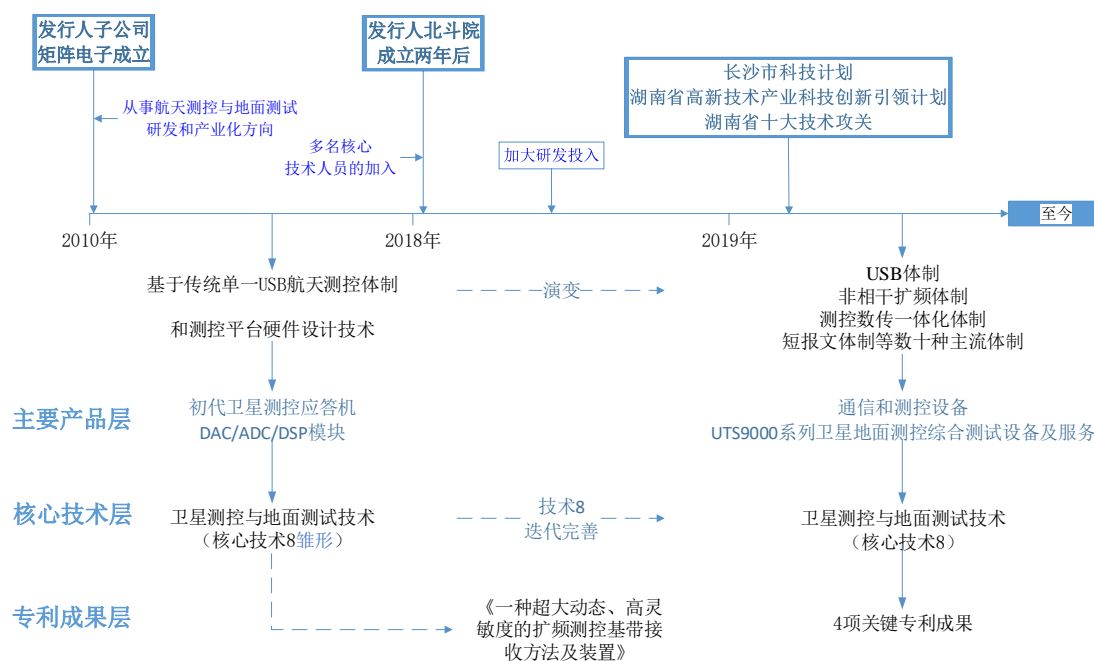 发行人子公司
矩阵电子成立
发行人北斗院
成立两年后
长沙市科技计划
湖南省高新技术产业科技创新引领计划
湖南省十大技术攻关
从事航天测控与地面测试
研发和产业化方向
多名核心
技术人员的加入
加大研发投入
至今
2010年
2018年
2019年
基于传统单一USB航天测控体制
和测控平台硬件设计技术
演变
USB体制
非相干扩频体制
测控数传一体化体制
短报文体制等数十种主流体制
主要产品层
初代卫星测控应答机
DAC/ADC/DSP模块
通信和测控设备
UTS9000系列卫星地面测控综合测试设备及服务
核心技术层
卫星测控与地面测试技术
（核心技术8雏形）
技术8
迭代完善
卫星测控与地面测试技术
（核心技术8）
专利成果层
《一种超大动态、高灵
敏度的扩频测控基带接
收方法及装置》
4项关键专利成果